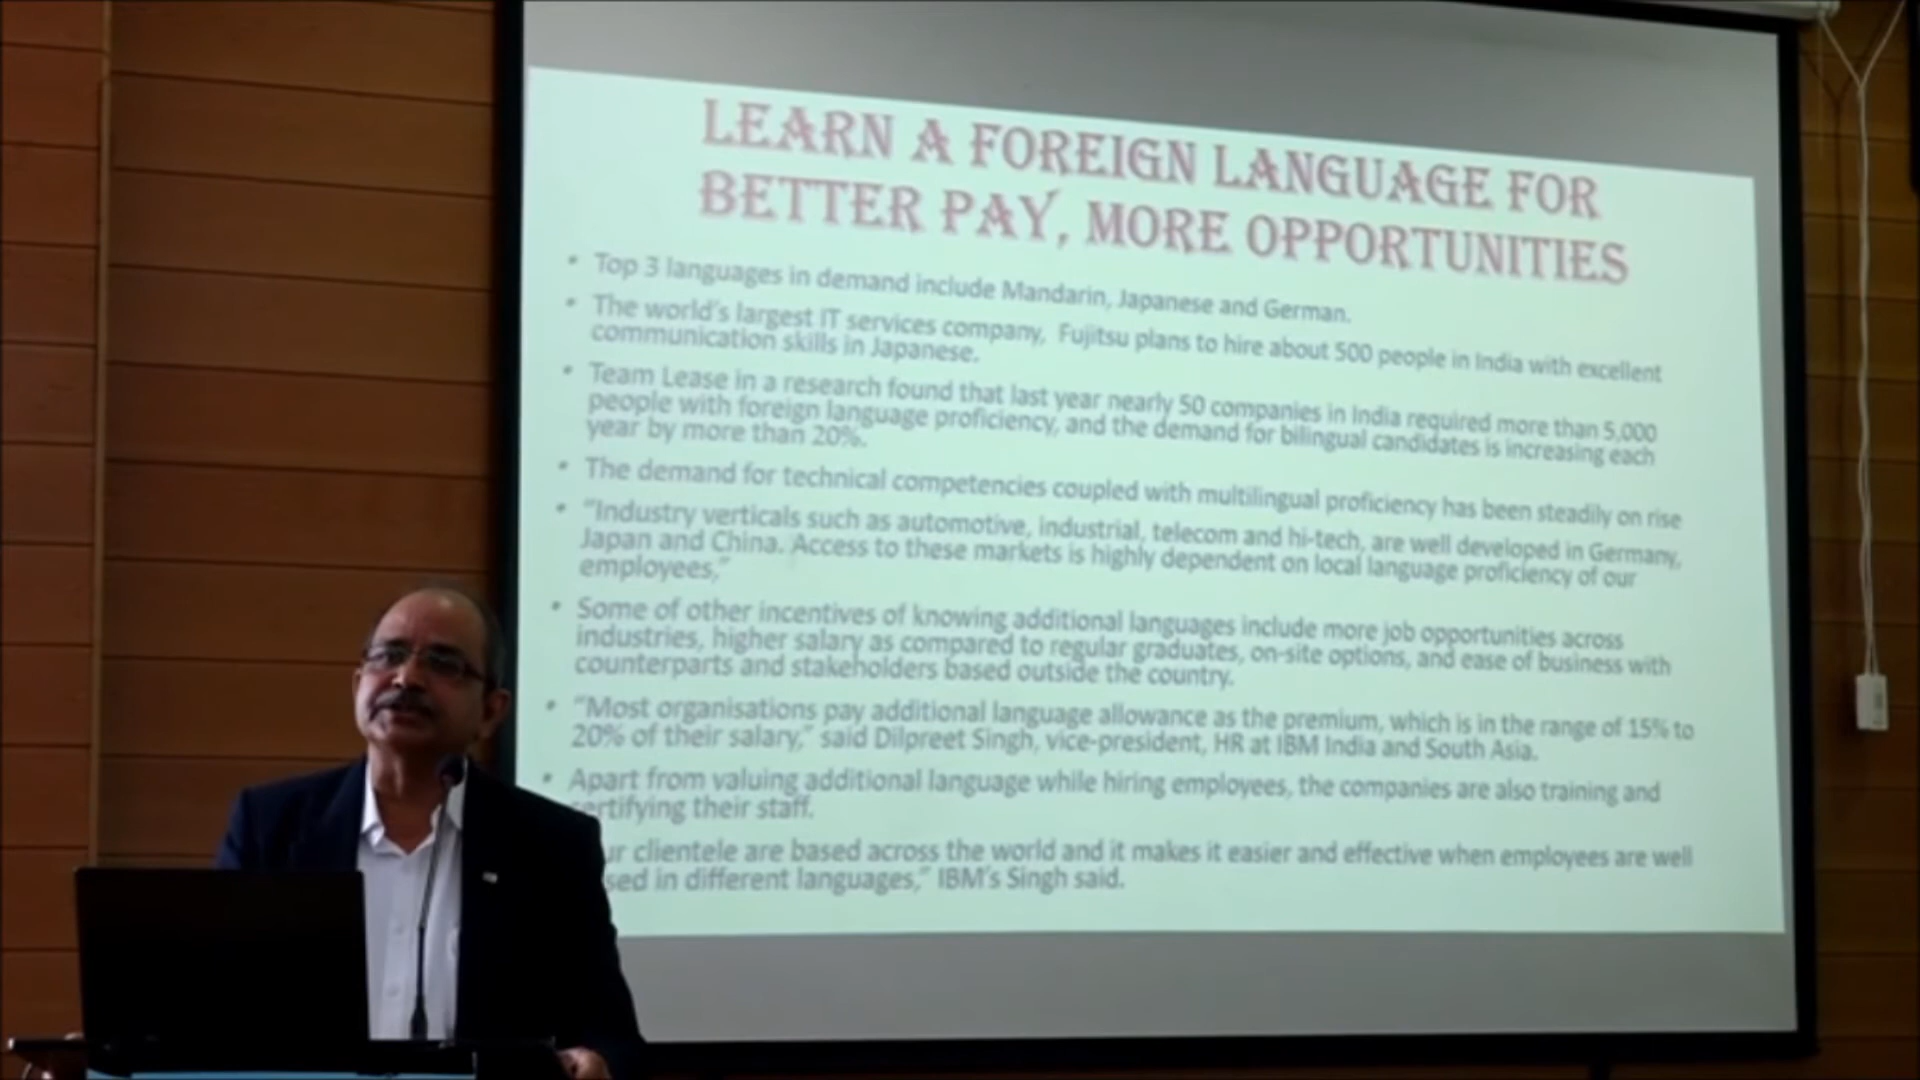 LEARN A FOREIGN LANGUAGE FOR
BETTER PAY, MORE OPPORTUNITIES
• Top 3 languages in demand include Mandarin, Japanese and German.
• The world's largest IT services company, Fujitsu plans to hire about 500 people in India with excellent
communication skills in Japanese.
• Team Lease in a research found that last year nearly 50 companies in India required more than 5,000
people with foreign language proficiency, and the demand for bilingual candidates is increasing each
year by more than 20%.
• The demand for technical competencies coupled with multilingual proficiency has been steadily on rise
• "Industry verticals such as automotive, industrial, telecom and hi-tech, are well developed in Germany,
Japan and China. Access to these markets is highly dependent on local language proficiency of our
employees,"
• Some of other incentives of knowing additional languages include more job opportunities across
industries, higher salary as compared to regular graduates, on-site options, and ease of business with
counterparts and stakeholders based outside the country.
• "Most organisations pay additional language allowance as the premium, which is in the range of 15% to
20% of their salary," said Dilpreet Singh, vice-president, HR at IBM India and South Asia.
• Apart from valuing additional language while hiring employees, the companies are also training and
ertifying their staff.
ur clientele are based across the world and it makes it easier and effective when employees are well
sed in different languages," IBM's Singh said.